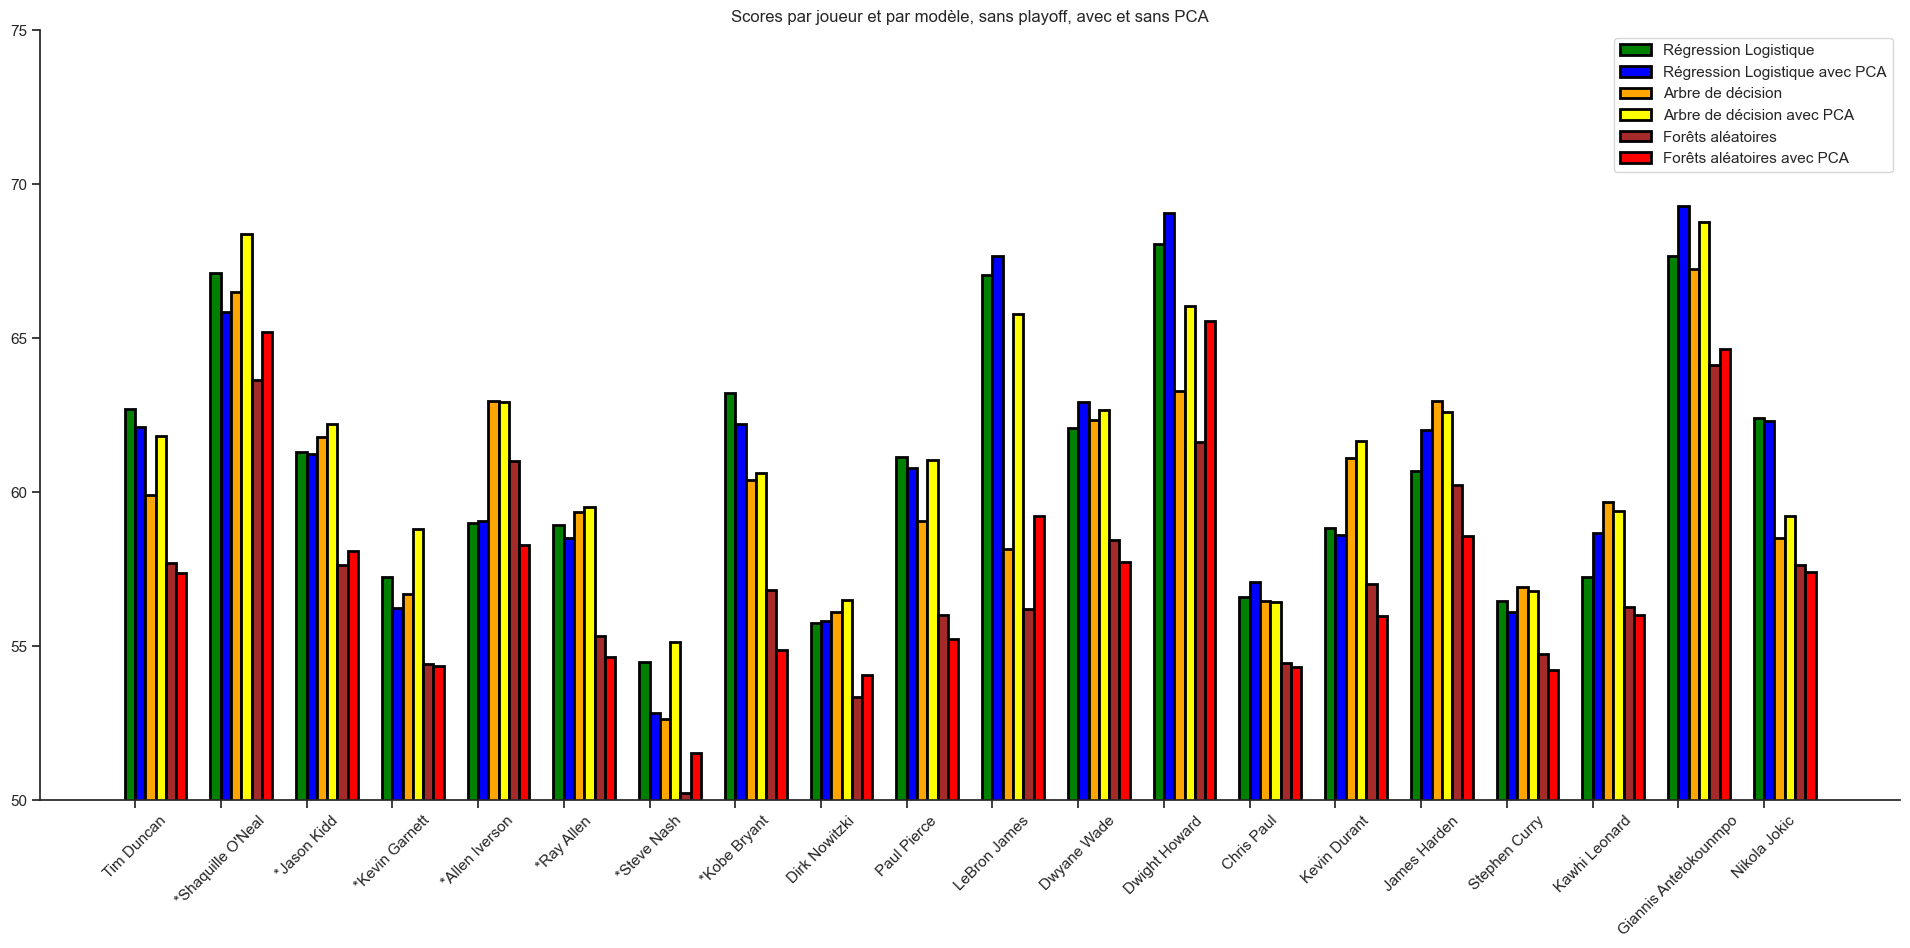 Scores par joueur et par modèle, sans playoff, avec et sans PCA
75
70
65
60
55
50
Régression Logistique
Régression Logistique avec PCA
Arbre de décision
Arbre de décision avec PCA
Forêts aléatoires
Forêts aléatoires avec PCA
Tim Duncan
*Shaquille O'Neal
*Jason Kidd
*Kevin Garnett
*Allen Iverson
*Ray Allen
*Steve Nash
*Kobe Bryant
Dirk Nowitzki
Paul Pierce
LeBron James
Dwyane Wade
Dwight Howard
Chris Paul
Kevin Durant
James Harden
Stephen Curry
Kawhi Leonard
Giannis Antetokounmpo
Nikola Jokic